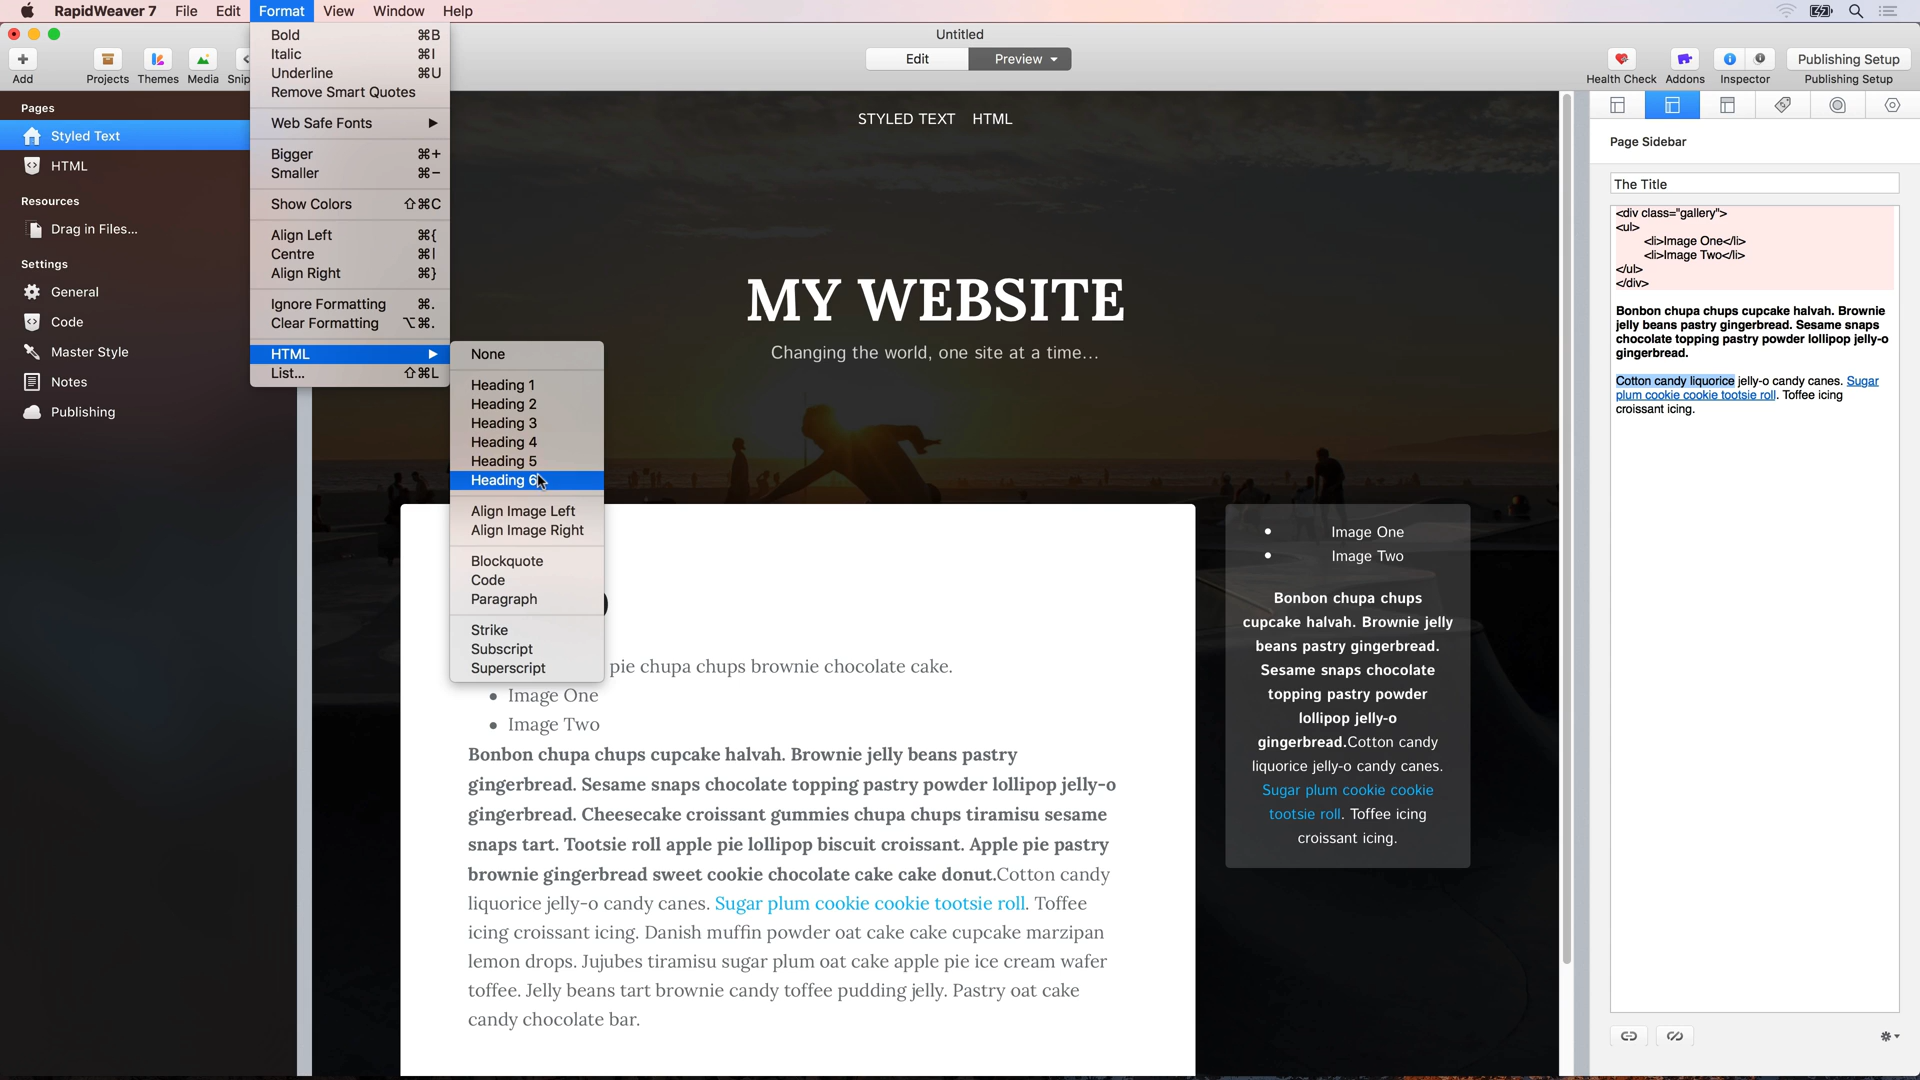 RapidWeaver 7 File Edit Format View Window Help
Untitled
Add
Projects Themes Media Snip
Edit Preview
Health Check Addons Inspector
Publishing Setup
Publishing Setup
Pages
Styled Text
HTML
Resources
Drag in Files...
Settings
General
Code
Master Style
Notes
Publishing
Bold ⌘B
Italic ⌘I
Underline ⌘U
Remove Smart Quotes
Web Safe Fonts
Bigger ⌘+
Smaller ⌘−
Show Colors ⇧⌘C
Align Left ⌘{
Centre ⌘|
Align Right ⌘}
Ignore Formatting ⌘.
Clear Formatting ⌥⌘.
HTML
List... ⇧⌘L
None
Heading 1
Heading 2
Heading 3
Heading 4
Heading 5
Heading 6
Align Image Left
Align Image Right
Blockquote
Code
Paragraph
Strike
Subscript
Superscript
STYLED TEXT HTML
MY WEBSITE
Changing the world, one site at a time...
pie chupa chups brownie chocolate cake.
• Image One
• Image Two
Bonbon chupa chups cupcake halvah. Brownie jelly beans pastry
gingerbread. Sesame snaps chocolate topping pastry powder lollipop jelly-o
gingerbread. Cheesecake croissant gummies chupa chups tiramisu sesame
snaps tart. Tootsie roll apple pie lollipop biscuit croissant. Apple pie pastry
brownie gingerbread sweet cookie chocolate cake cake donut.Cotton candy
liquorice jelly-o candy canes. Sugar plum cookie cookie tootsie roll. Toffee
icing croissant icing. Danish muffin powder oat cake cake cupcake marzipan
lemon drops. Jujubes tiramisu sugar plum oat cake apple pie ice cream wafer
toffee. Jelly beans tart brownie candy toffee pudding jelly. Pastry oat cake
candy chocolate bar.
• Image One
• Image Two
Bonbon chupa chups
cupcake halvah. Brownie jelly
beans pastry gingerbread.
Sesame snaps chocolate
topping pastry powder
lollipop jelly-o
gingerbread.Cotton candy
liquorice jelly-o candy canes.
Sugar plum cookie cookie
tootsie roll. Toffee icing
croissant icing.
Page Sidebar
The Title
<div class="gallery">
<ul>
<li>Image One</li>
<li>Image Two</li>
</ul>
</div>
Bonbon chupa chups cupcake halvah. Brownie
jelly beans pastry gingerbread. Sesame snaps
chocolate topping pastry powder lollipop jelly-o
gingerbread.
Cotton candy liquorice jelly-o candy canes. Sugar
plum cookie cookie tootsie roll. Toffee icing
croissant icing.